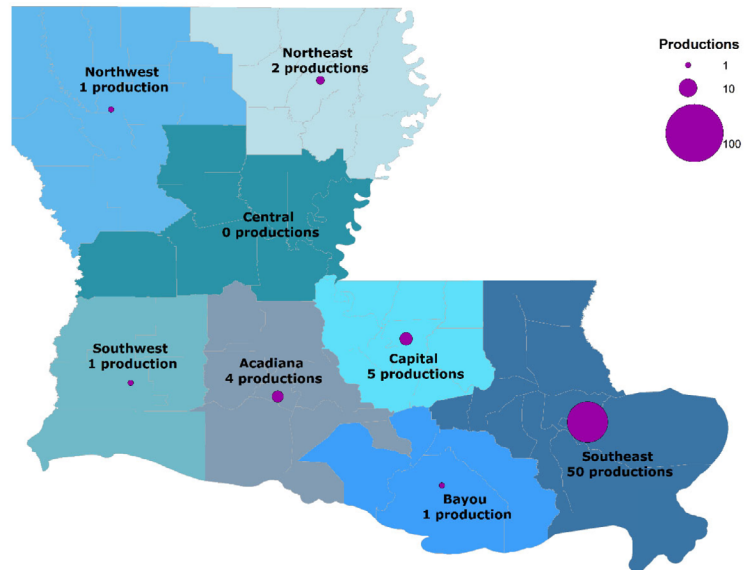 Northwest
1 production
Northeast
2 productions
Productions
1
10
100
Central
0 productions
Southwest
1 production
Acadiana
4 productions
Capital
5 productions
Southeast
50 productions
Bayou
1 production